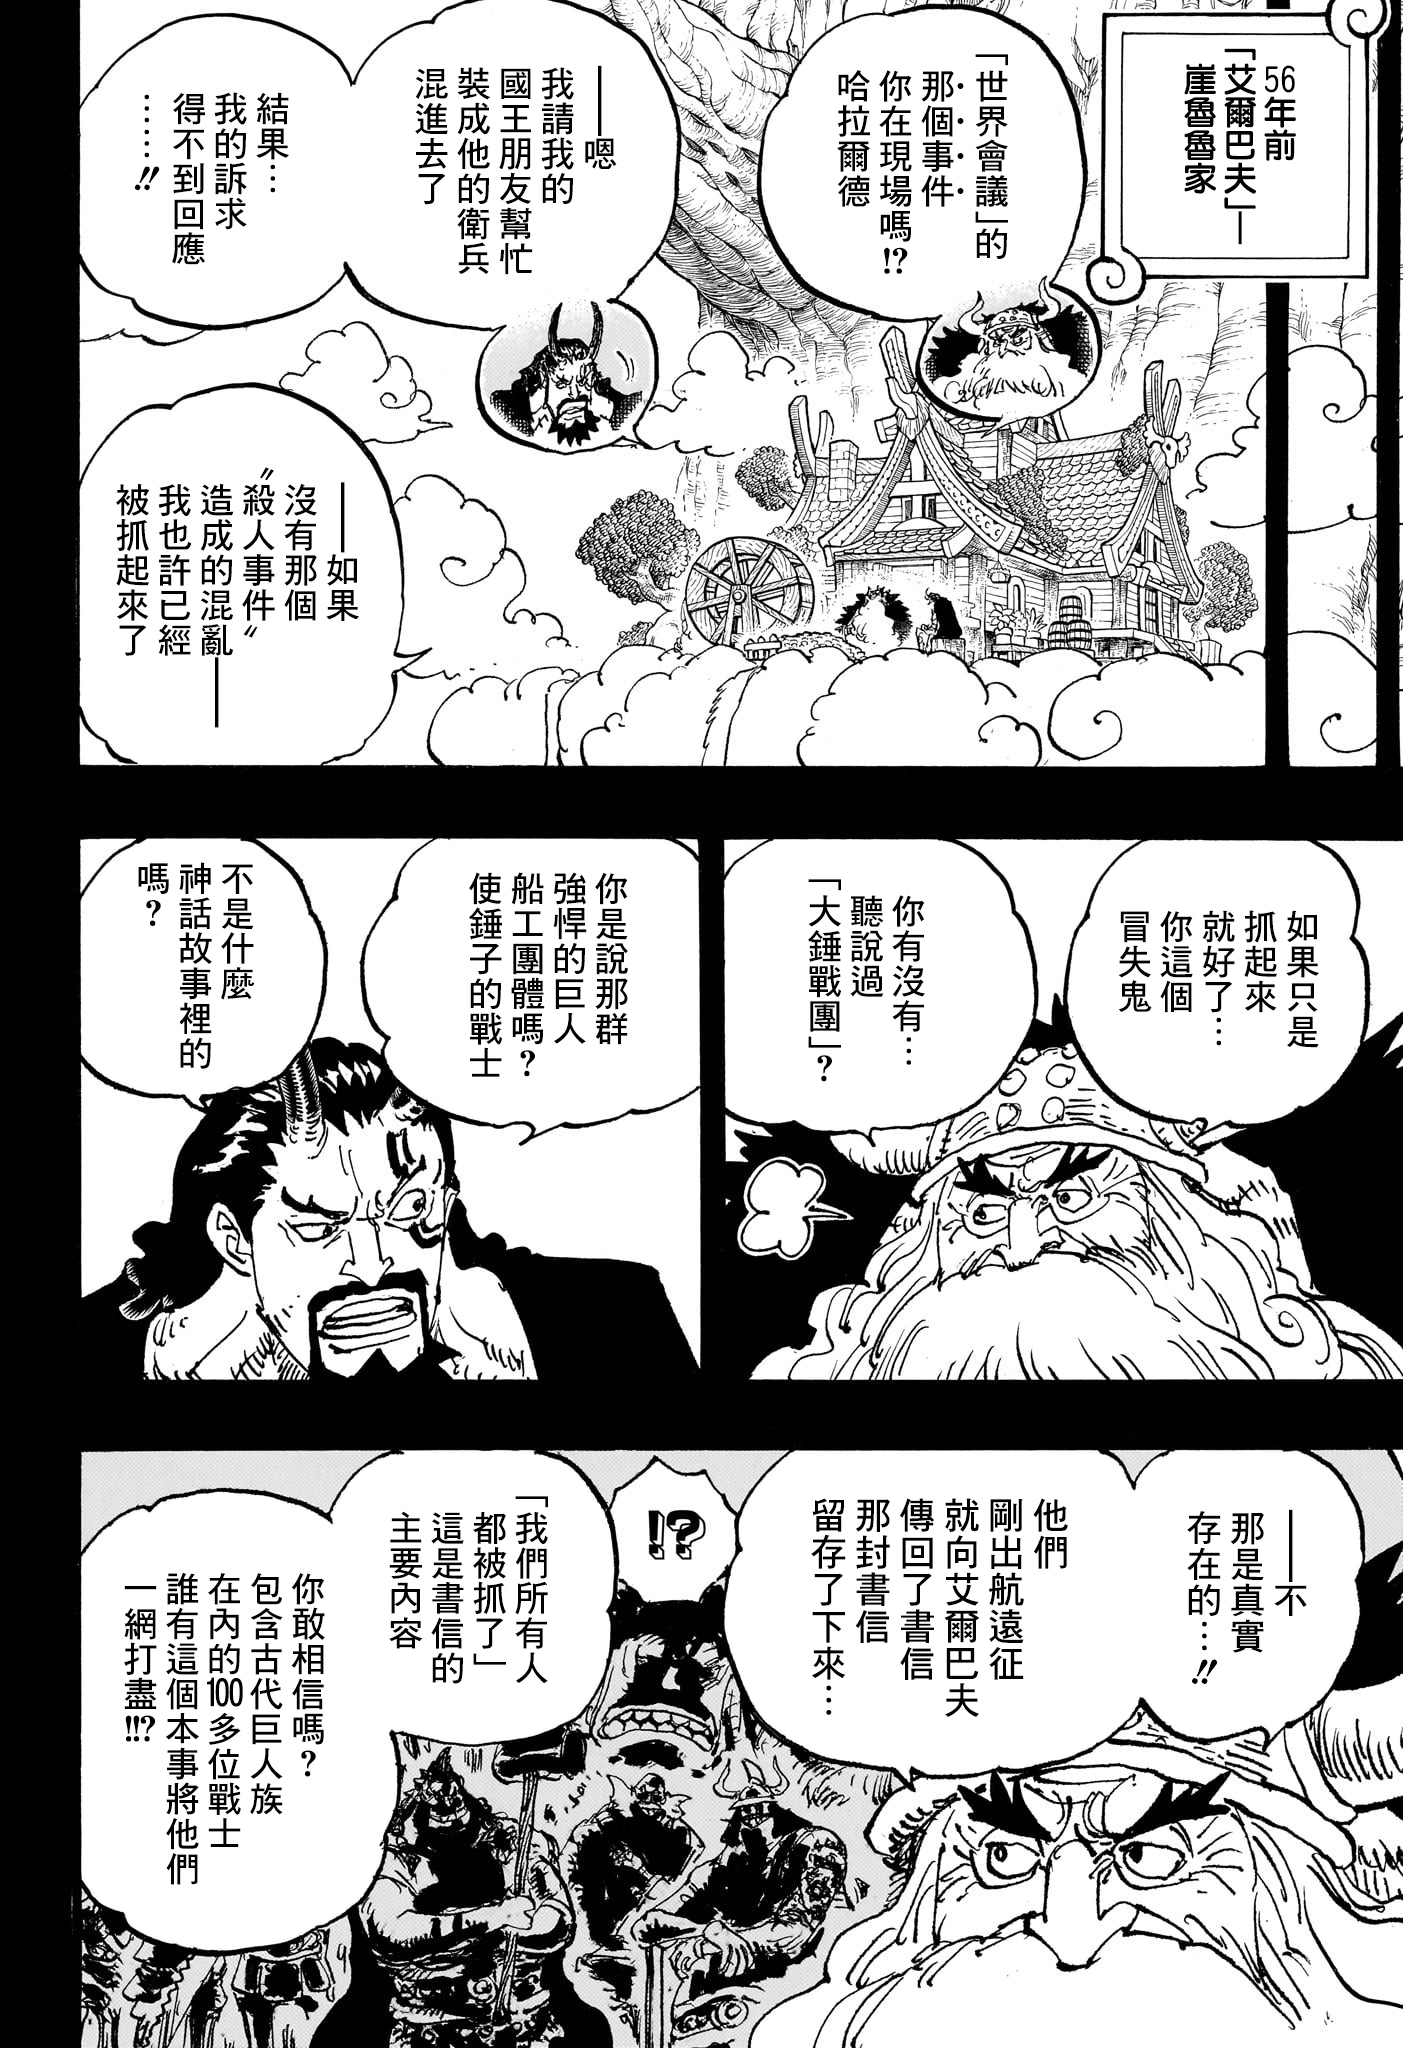 56年前
「艾爾巴夫」—
崖魯魯家
「世界會議」的
那個事件
你在現場嗎!?
哈拉爾德
——嗯
我請我的
國王朋友幫忙
裝成他的衛兵
混進去了
結果…
我的訴求
得不到回應
……!!
——如果
沒有那個
〝殺人事件〞
造成的混亂——
我也許已經
被抓起來了
如果只是
抓起來
就好了…
你這個
冒失鬼
你有沒有…
聽說過
「大錘戰團」?
你是說那群
強悍的巨人
船工團體嗎?
使錘子的戰士
不是什麼
神話故事裡的
嗎?
——不
那是真實
存在的…!!
他們
剛出航遠征
就向艾爾巴夫
傳回了書信
那封書信
留存了下來…
!?
「我們所有人
都被抓了」
這是書信的
主要內容
你敢相信嗎?
包含古代巨人族
在內的100多位戰士
誰有這個本事將他們
一網打盡!!?